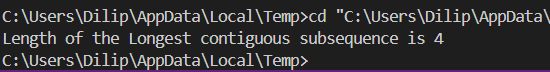 C:\Users\Dilip\AppData\Local\Temp>cd "C:\Users\Dilip\AppData\
Length of the Longest contiguous subsequence is 4
C:\Users\Dilip\AppData\Local\Temp>